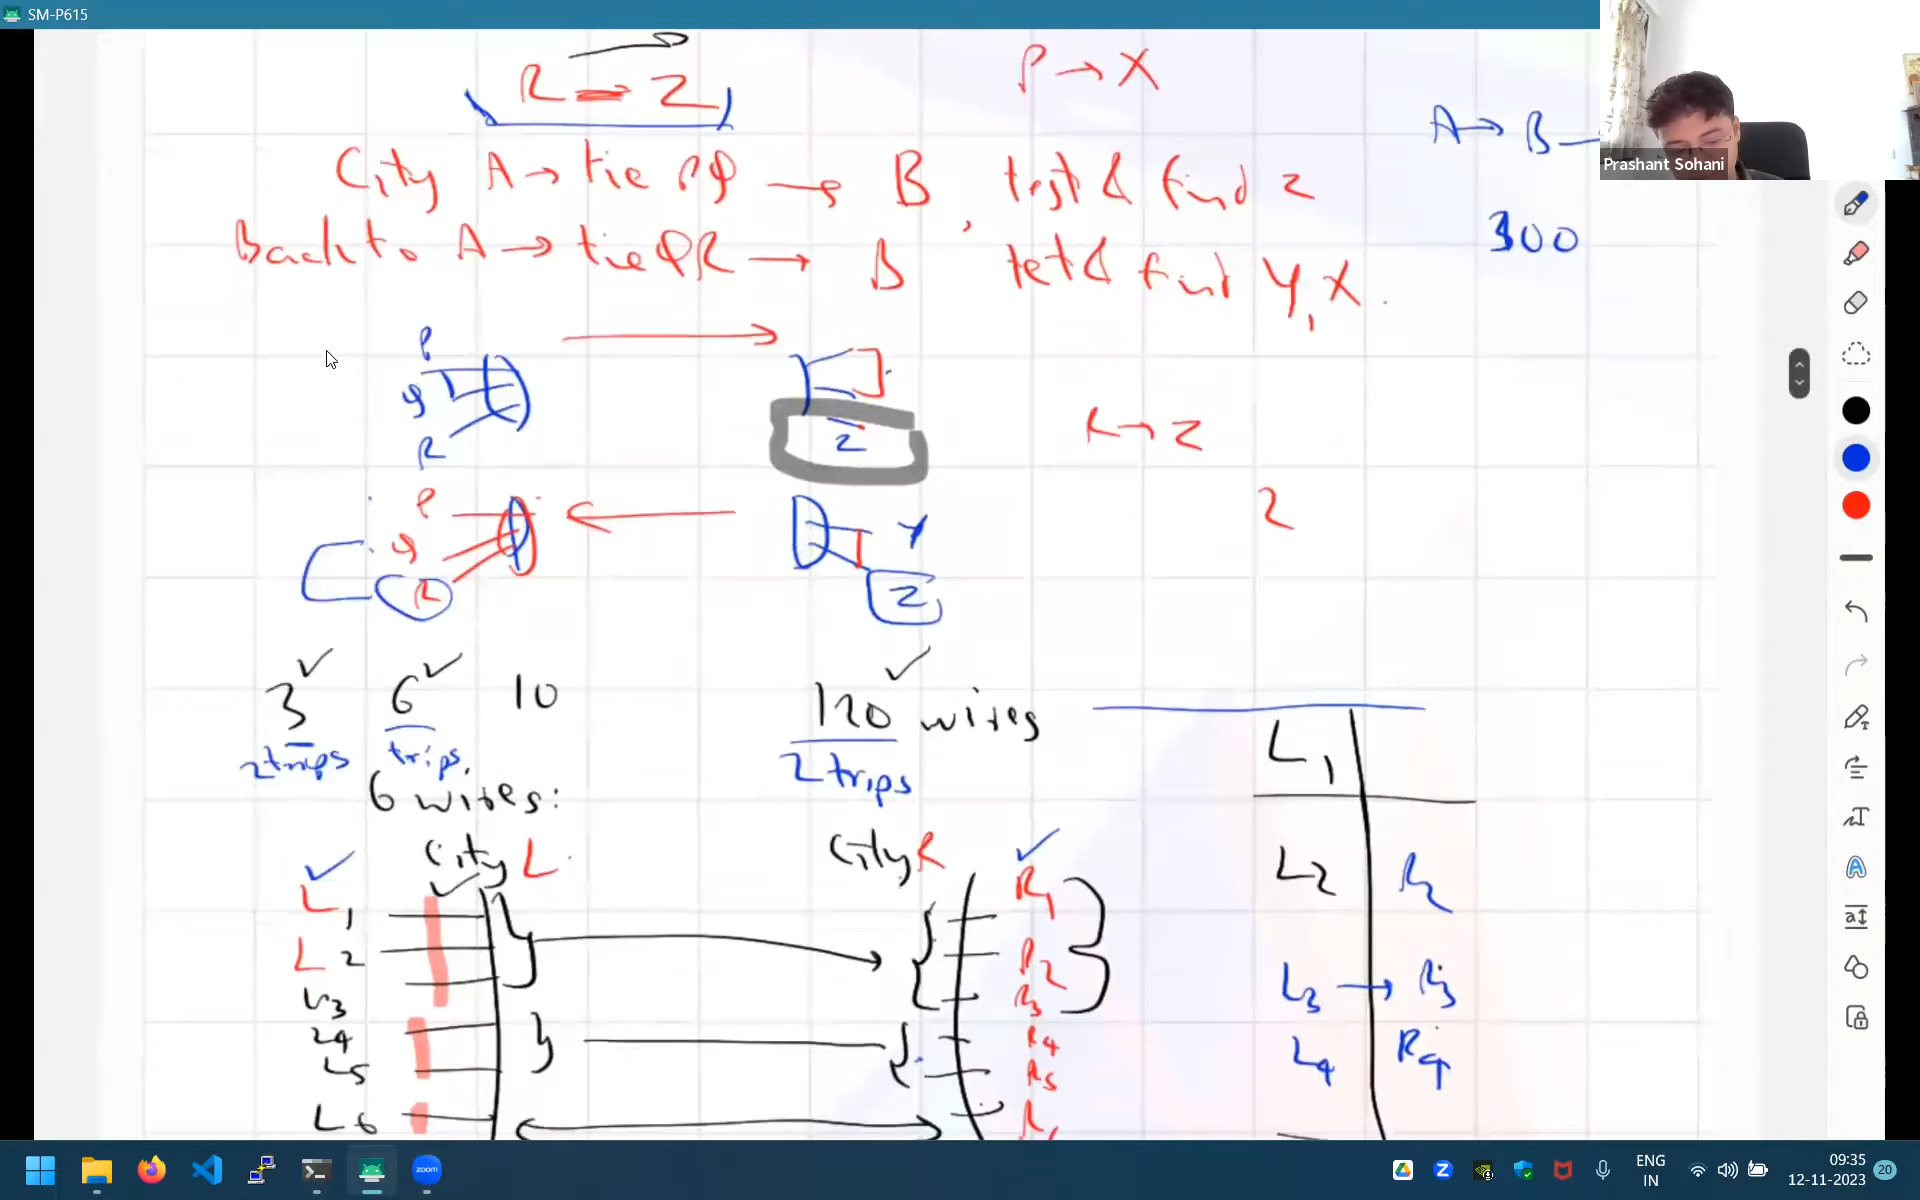 SM-P615
R = Z
P → X
A → B
Prashant Sohani
City A → tie PQ → B, test & find Z
300
Back to A → tie QR → B test & find Y, X.
P
Q
R
Z
R → Z
P
Q
R
Y
Z
2
3 6 10 120 wires
2 trips trips. 2 trips
6 wires:
City L City R
L1 R1
L2 R2
L3 R3
L4 R4
L5 R5
L6
L1
L2 R2
L3 → R3
L4 R4
zoom
ENG
IN
09:35
12-11-2023
20